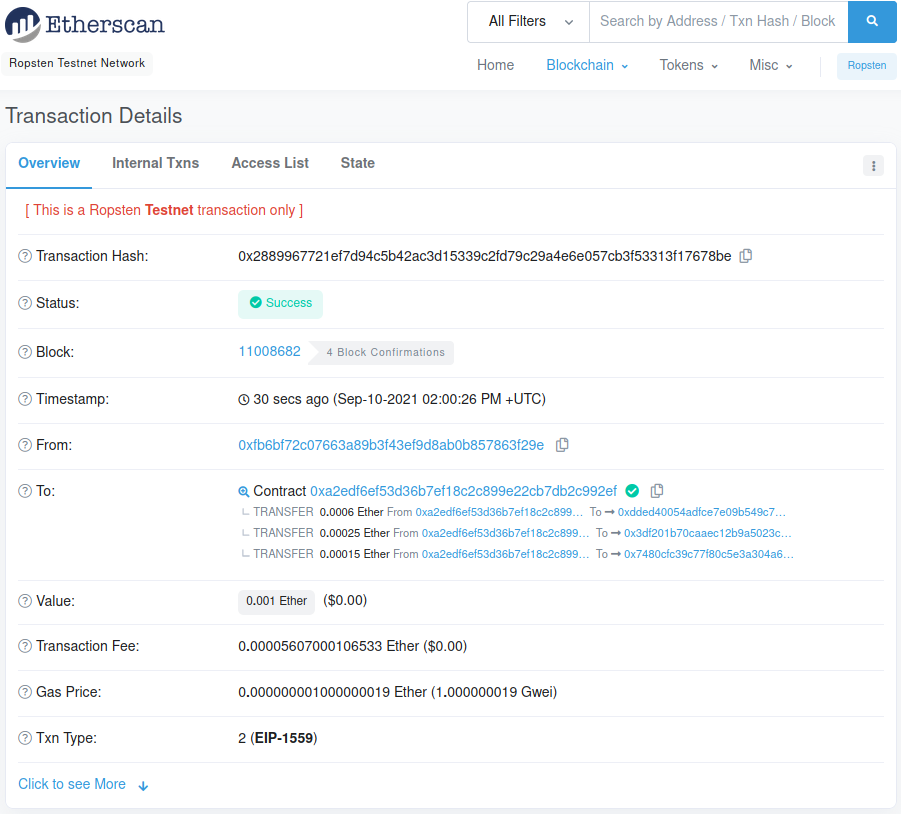 Etherscan
All Filters
Search by Address / Txn Hash / Block
Ropsten Testnet Network
Home Blockchain Tokens Misc Ropsten
Transaction Details
Overview Internal Txns Access List State
[ This is a Ropsten Testnet transaction only ]
Transaction Hash: 0x2889967721ef7d94c5b42ac3d15339c2fd79c29a4e6e057cb3f53313f17678be
Status: Success
Block: 11008682 4 Block Confirmations
Timestamp: 30 secs ago (Sep-10-2021 02:00:26 PM +UTC)
From: 0xfb6bf72c07663a89b3f43ef9d8ab0b857863f29e
To: Contract 0xa2edf6ef53d36b7ef18c2c899e22cb7db2c992ef
TRANSFER 0.0006 Ether From 0xa2edf6ef53d36b7ef18c2c899... To → 0xdded40054adfce7e09b549c7...
TRANSFER 0.00025 Ether From 0xa2edf6ef53d36b7ef18c2c899... To → 0x3df201b70caaec12b9a5023c...
TRANSFER 0.00015 Ether From 0xa2edf6ef53d36b7ef18c2c899... To → 0x7480cfc39c77f80c5e3a304a6...
Value: 0.001 Ether ($0.00)
Transaction Fee: 0.00005607000106533 Ether ($0.00)
Gas Price: 0.000000001000000019 Ether (1.000000019 Gwei)
Txn Type: 2 (EIP-1559)
Click to see More ↓